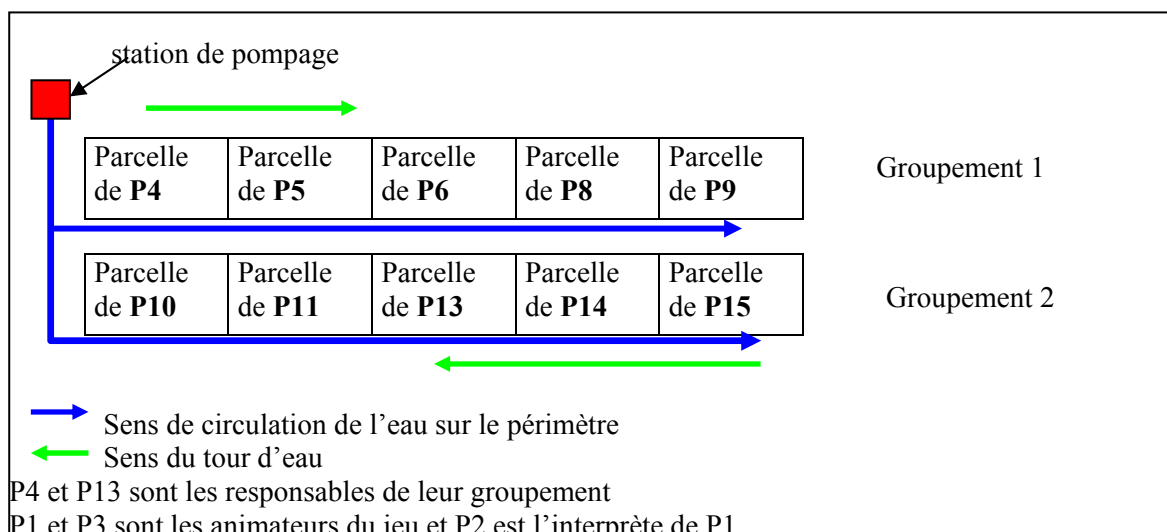 station de pompage
Parcelle de P4
Parcelle de P5
Parcelle de P6
Parcelle de P8
Parcelle de P9
Groupement 1
Parcelle de P10
Parcelle de P11
Parcelle de P13
Parcelle de P14
Parcelle de P15
Groupement 2
Sens de circulation de l’eau sur le périmètre
Sens du tour d’eau
P4 et P13 sont les responsables de leur groupement
P1 et P3 sont les animateurs du jeu et P2 est l’interprète de P1